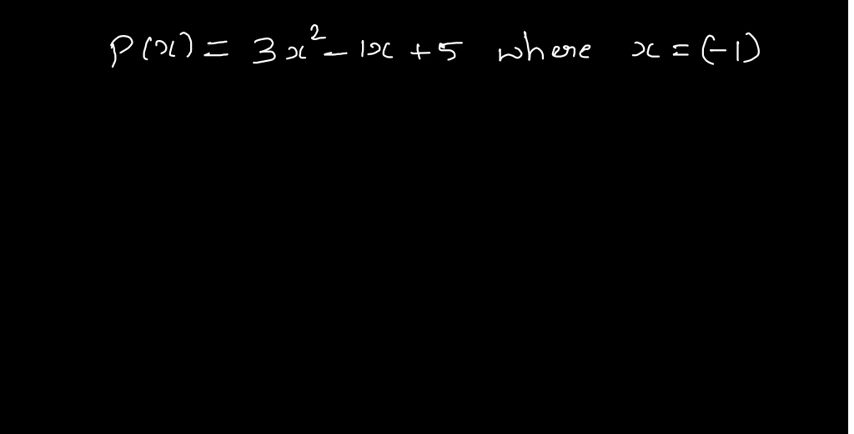 P(x) = 3x² - 1x + 5 where x = (-1)